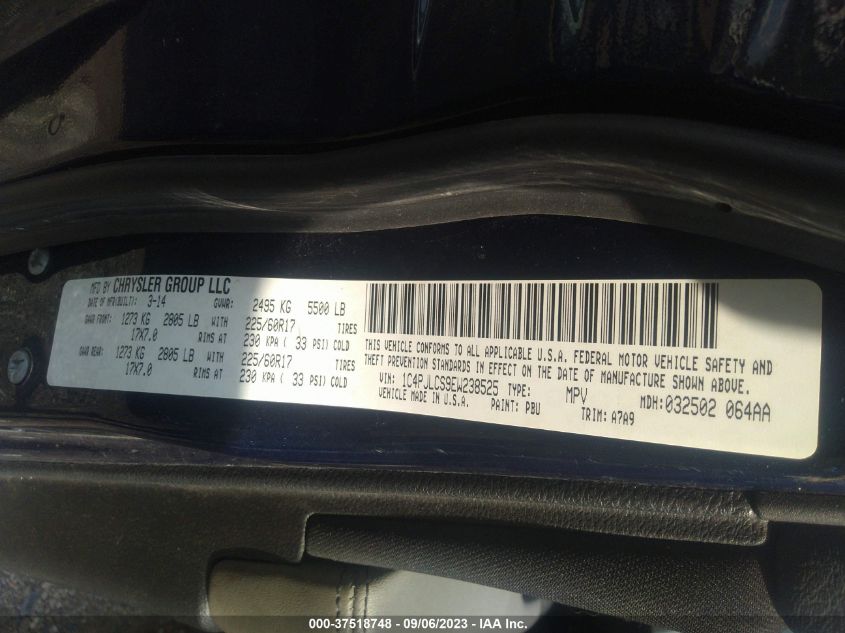 MFD BY CHRYSLER GROUP LLC
DATE OF MFR(BUILT): 3-14 GVWR: 2495 KG 5500 LB
GAWR FRONT: 1273 KG 2805 LB WITH 225/60R17 TIRES
17X7.0 RIMS AT 230 KPA ( 33 PSI) COLD
GAWR REAR: 1273 KG 2805 LB WITH 225/60R17 TIRES
17X7.0 RIMS AT 230 KPA ( 33 PSI) COLD
THIS VEHICLE CONFORMS TO ALL APPLICABLE U.S.A. FEDERAL MOTOR VEHICLE SAFETY AND
THEFT PREVENTION STANDARDS IN EFFECT ON THE DATE OF MANUFACTURE SHOWN ABOVE.
VIN: 1C4PJLCS9EW238525 TYPE: MPV MDH: 032502 064AA
VEHICLE MADE IN U.S.A. PAINT: PBU TRIM: A7A9
000-37518748 - 09/06/2023 - IAA Inc.